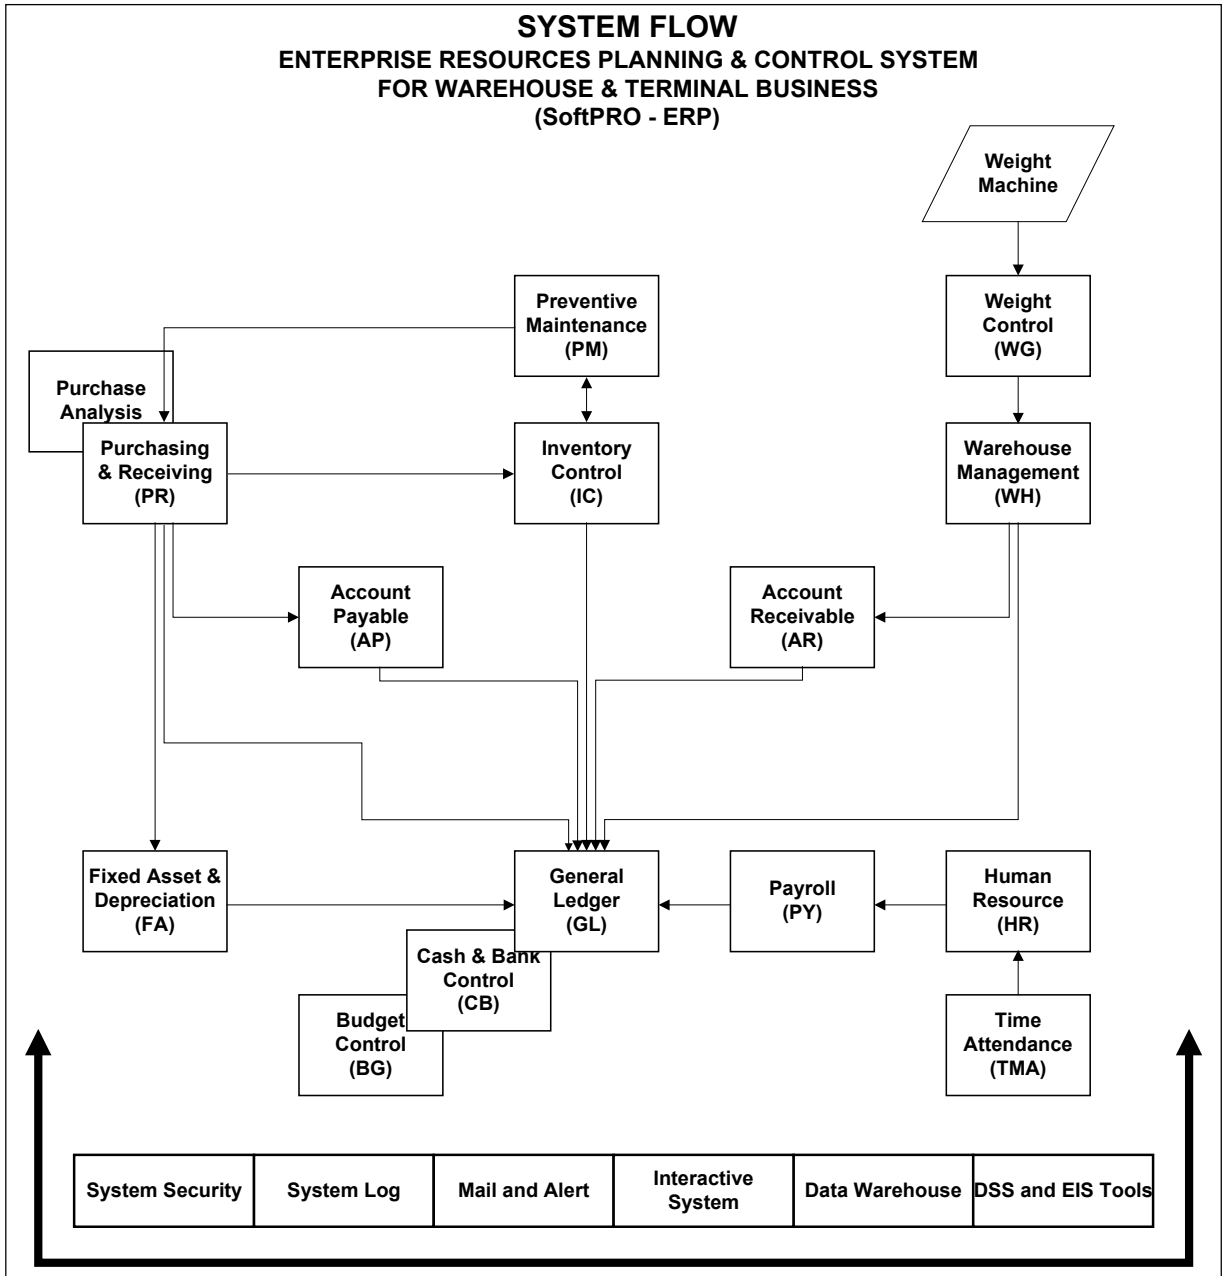 SYSTEM FLOW
ENTERPRISE RESOURCES PLANNING & CONTROL SYSTEM
FOR WAREHOUSE & TERMINAL BUSINESS
(SoftPRO - ERP)
Weight
Machine
Preventive
Maintenance
(PM)
Weight
Control
(WG)
Purchase
Analysis
Purchasing
& Receiving
(PR)
Inventory
Control
(IC)
Warehouse
Management
(WH)
Account
Payable
(AP)
Account
Receivable
(AR)
Fixed Asset &
Depreciation
(FA)
General
Ledger
(GL)
Payroll
(PY)
Human
Resource
(HR)
Cash & Bank
Control
(CB)
Budget
Control
(BG)
Time
Attendance
(TMA)
System Security
System Log
Mail and Alert
Interactive
System
Data Warehouse
DSS and EIS Tools